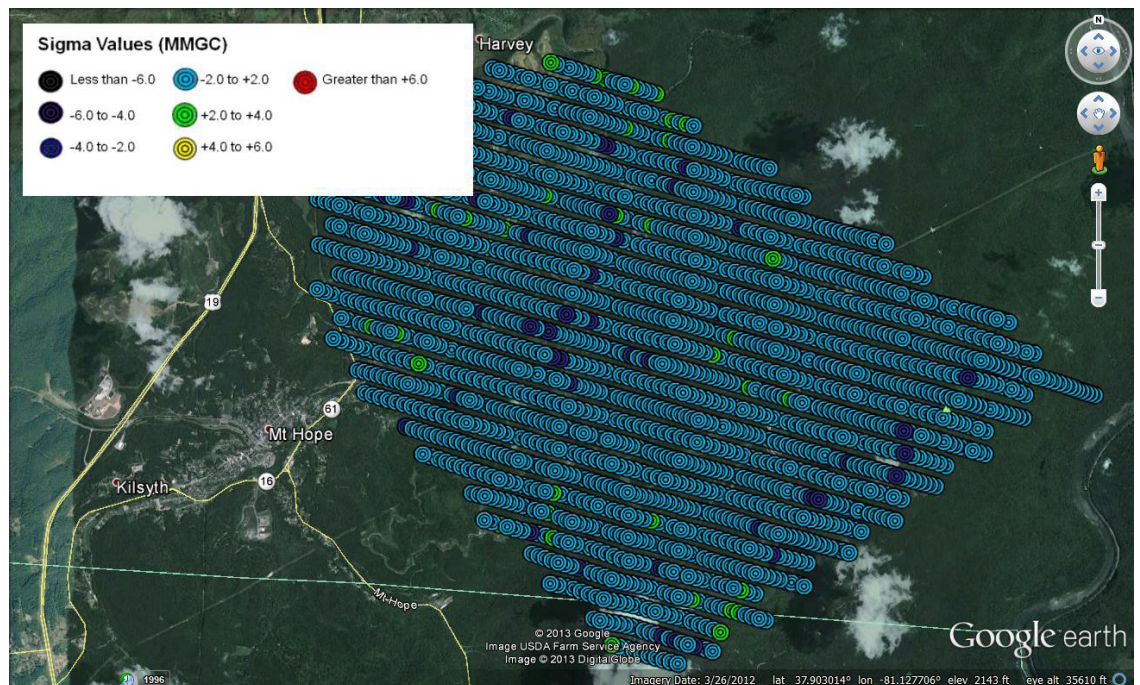 Sigma Values (MMGC)
Less than -6.0
-2.0 to +2.0
Greater than +6.0
-6.0 to -4.0
+2.0 to +4.0
-4.0 to -2.0
+4.0 to +6.0
Harvey
N
19
61
Mt Hope
16
Kilsyth
Mt Hope
© 2013 Google
Image USDA Farm Service Agency
Image © 2013 DigitalGlobe
Google earth
1996
Imagery Date: 3/26/2012 lat 37.903014° lon -81.127706° elev 2143 ft eye alt 35610 ft